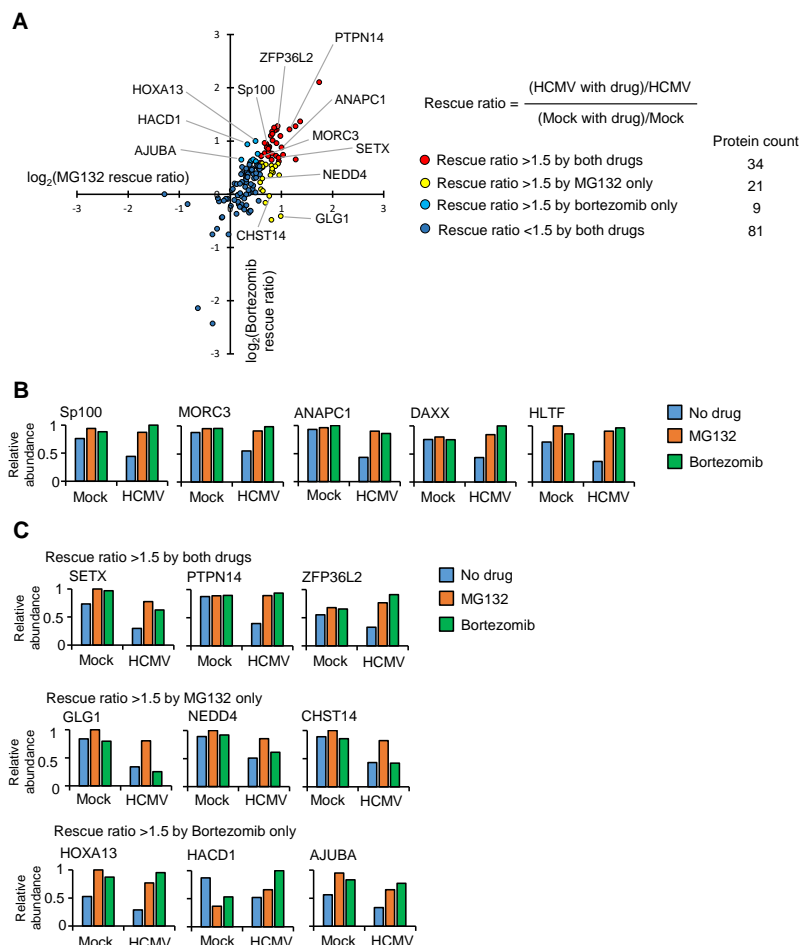 A
3
2
1
0
-1
-2
-3
-3
-2
-1
0
1
2
3
log2(MG132 rescue ratio)
log2(Bortezomib
rescue ratio)
PTPN14
ZFP36L2
HOXA13
Sp100
ANAPC1
HACD1
MORC3
AJUBA
SETX
NEDD4
GLG1
CHST14
Rescue ratio =
(HCMV with drug)/HCMV
(Mock with drug)/Mock
Protein count
Rescue ratio >1.5 by both drugs 34
Rescue ratio >1.5 by MG132 only 21
Rescue ratio >1.5 by bortezomib only 9
Rescue ratio <1.5 by both drugs 81
B
Sp100 MORC3 ANAPC1 DAXX HLTF
Relative
abundance
1
0.5
0
Mock HCMV Mock HCMV Mock HCMV Mock HCMV Mock HCMV
No drug
MG132
Bortezomib
C
Rescue ratio >1.5 by both drugs
SETX PTPN14 ZFP36L2
Relative
abundance
1
0.5
0
Mock HCMV Mock HCMV Mock HCMV
No drug
MG132
Bortezomib
Rescue ratio >1.5 by MG132 only
GLG1 NEDD4 CHST14
Relative
abundance
1
0.5
0
Mock HCMV Mock HCMV Mock HCMV
Rescue ratio >1.5 by Bortezomib only
HOXA13 HACD1 AJUBA
Relative
abundance
1
0.5
0
Mock HCMV Mock HCMV Mock HCMV